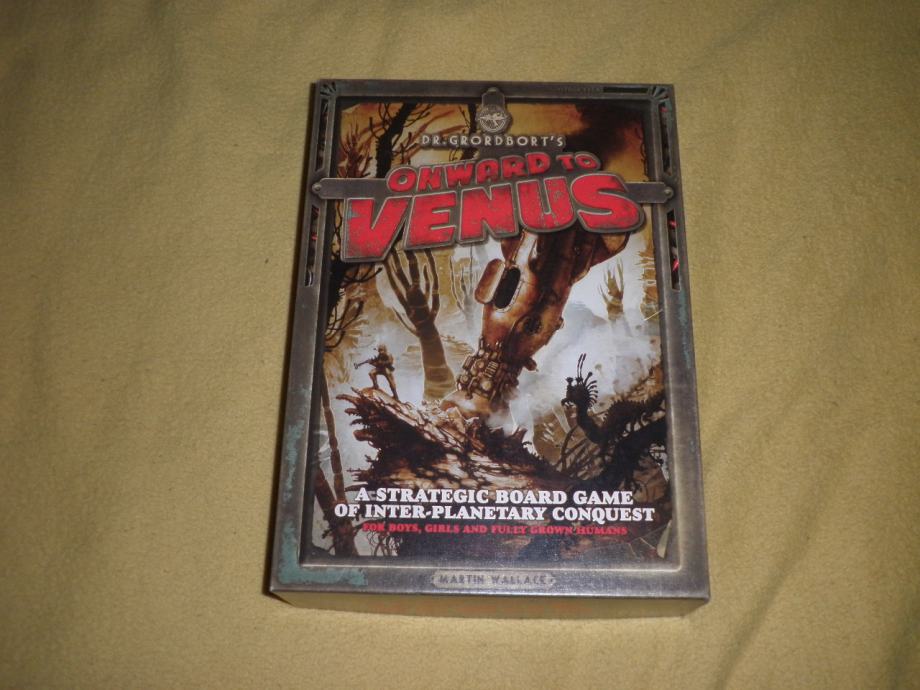 DR. GRORDBORT'S
ONWARD TO
VENUS
A STRATEGIC BOARD GAME
OF INTER-PLANETARY CONQUEST
FOR BOYS, GIRLS AND FULLY GROWN HUMANS
MARTIN WALLACE